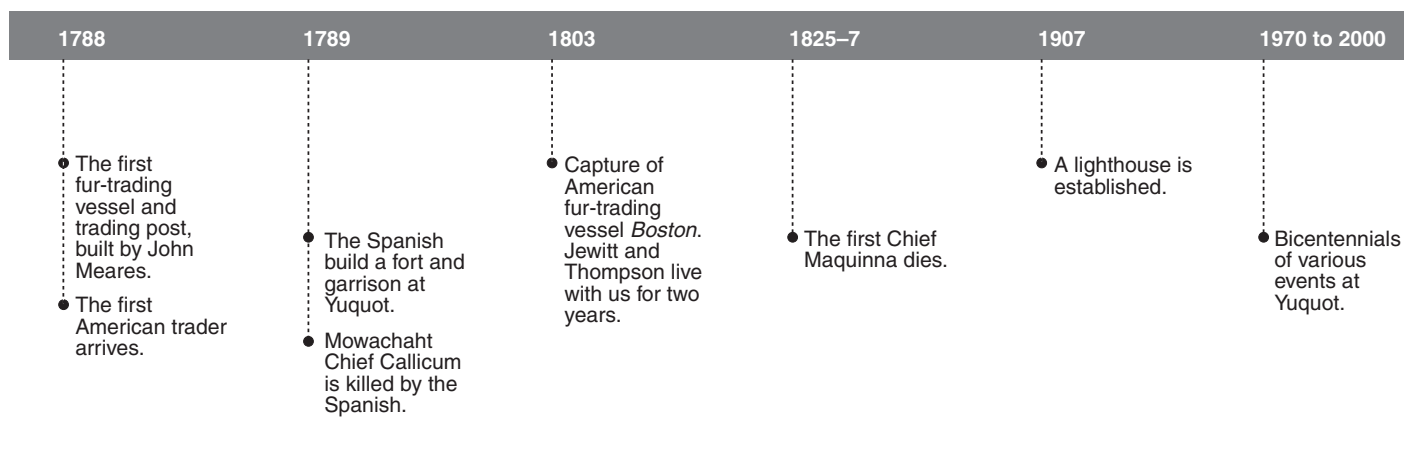 1788
1789
1803
1825–7
1907
1970 to 2000
The first
fur-trading
vessel and
trading post,
built by John
Meares.
The first
American trader
arrives.
The Spanish
build a fort and
garrison at
Yuquot.
Mowachaht
Chief Callicum
is killed by the
Spanish.
Capture of
American
fur-trading
vessel Boston.
Jewitt and
Thompson live
with us for two
years.
The first Chief
Maquinna dies.
A lighthouse is
established.
Bicentennials
of various
events at
Yuquot.